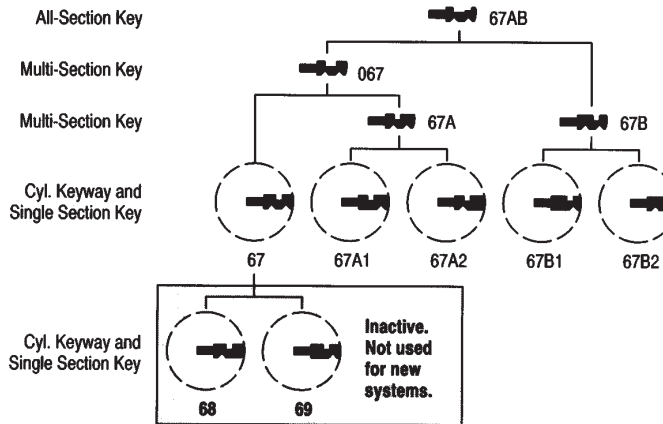 All-Section Key
67AB
Multi-Section Key
067
Multi-Section Key
67A
67B
Cyl. Keyway and
Single Section Key
67
67A1
67A2
67B1
67B2
Cyl. Keyway and
Single Section Key
68
69
Inactive.
Not used
for new
systems.